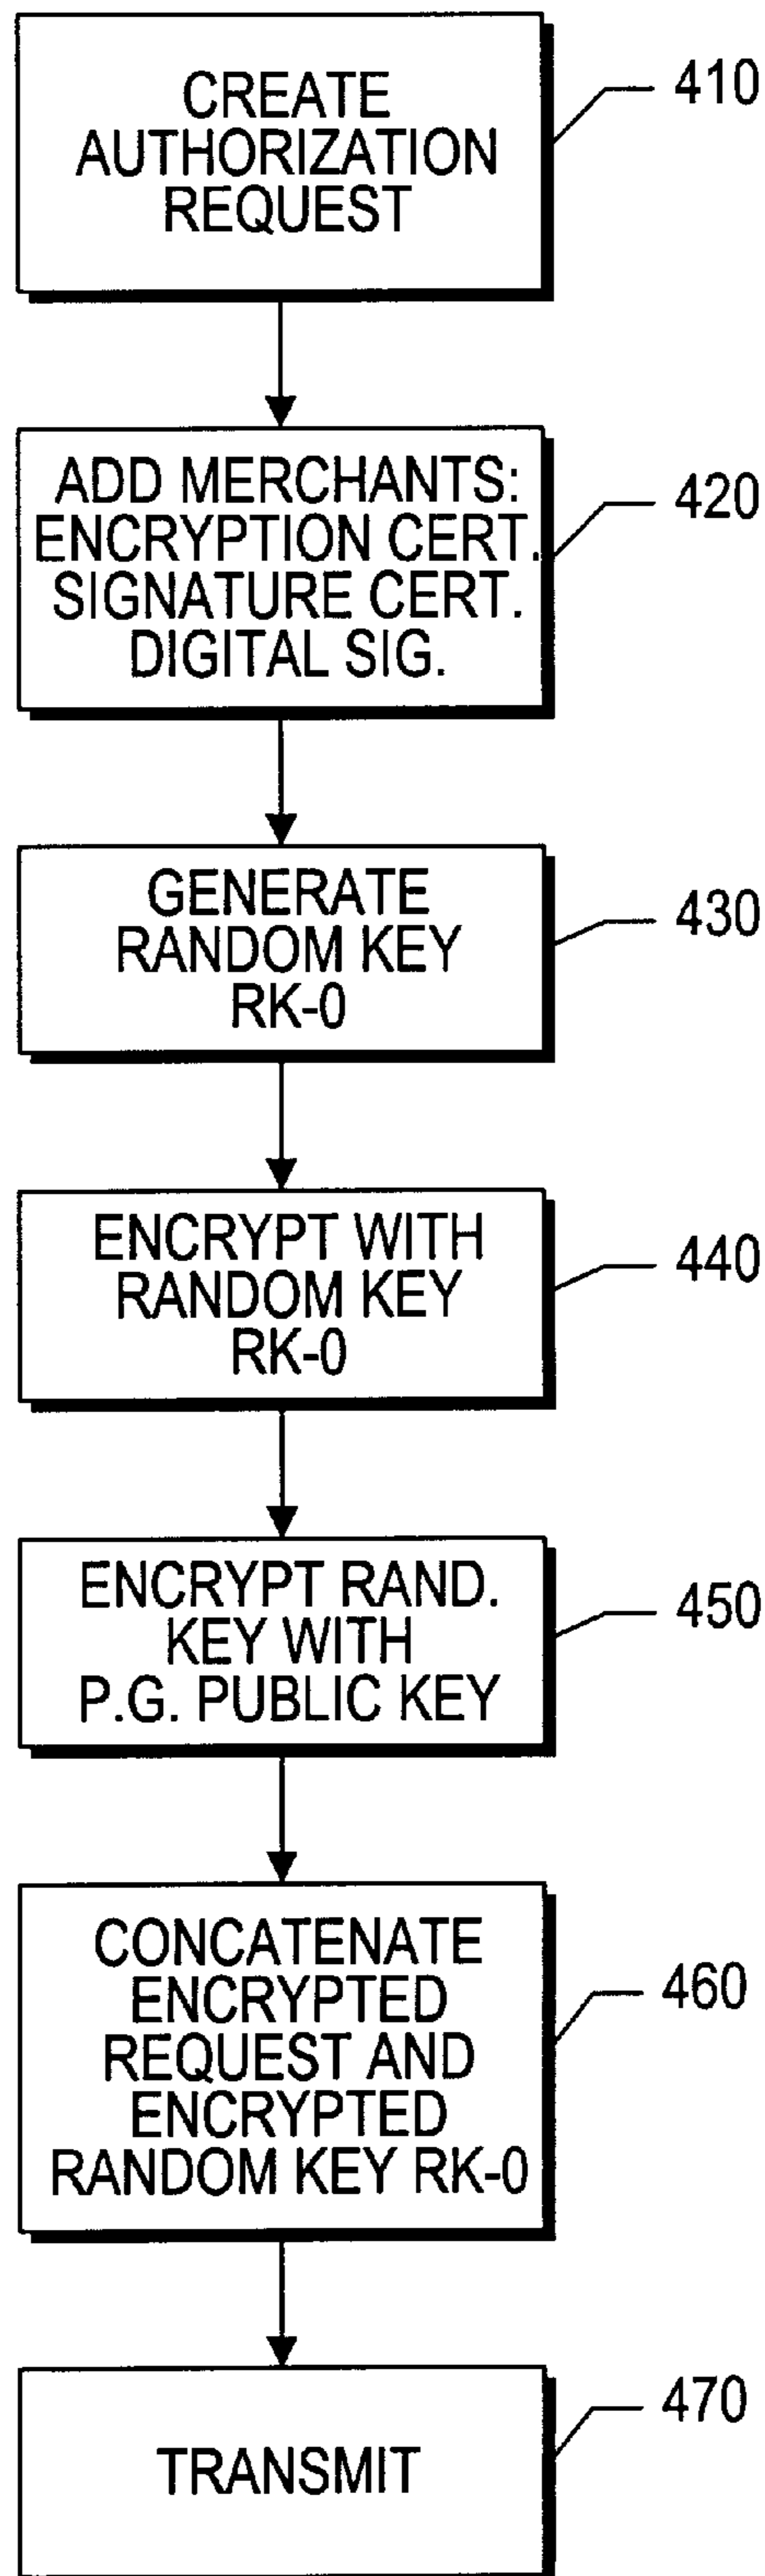 CREATE
AUTHORIZATION
REQUEST
410
ADD MERCHANTS:
ENCRYPTION CERT.
SIGNATURE CERT.
DIGITAL SIG.
420
GENERATE
RANDOM KEY
RK-0
430
ENCRYPT WITH
RANDOM KEY
RK-0
440
ENCRYPT RAND.
KEY WITH
P.G. PUBLIC KEY
450
CONCATENATE
ENCRYPTED
REQUEST AND
ENCRYPTED
RANDOM KEY RK-0
460
TRANSMIT
470